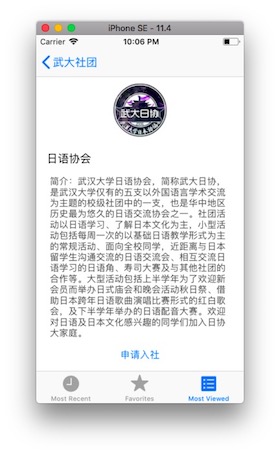 iPhone SE - 11.4
Carrier 10:06 PM
武大社团
武大日协
日语协会
简介：武汉大学日语协会，简称武大日协，
是武汉大学仅有的五支以外国语言学术交流
为主题的校级社团中的一支，也是华中地区
历史最为悠久的日语交流协会之一。社团活动
以日语学习、了解日本文化为主，小型
活动包括每周一次的以基础日语教学形式为主
的常规活动、面向全校同学，近距离与日本
留学生沟通交流的日语交流会、相互交流日
语学习的日语角、寿司大赛及与其他社团的
合作等。大型活动包括上半学年为了欢迎新
会员而举办日式庙会和晚会活动秋日祭、借
助日本跨年日语歌曲演唱比赛形式的红白歌
会，及下半学年举办的日语配音大赛。欢迎
对日语及日本文化感兴趣的同学们加入日协
大家庭。
申请入社
Most Recent Favorites Most Viewed